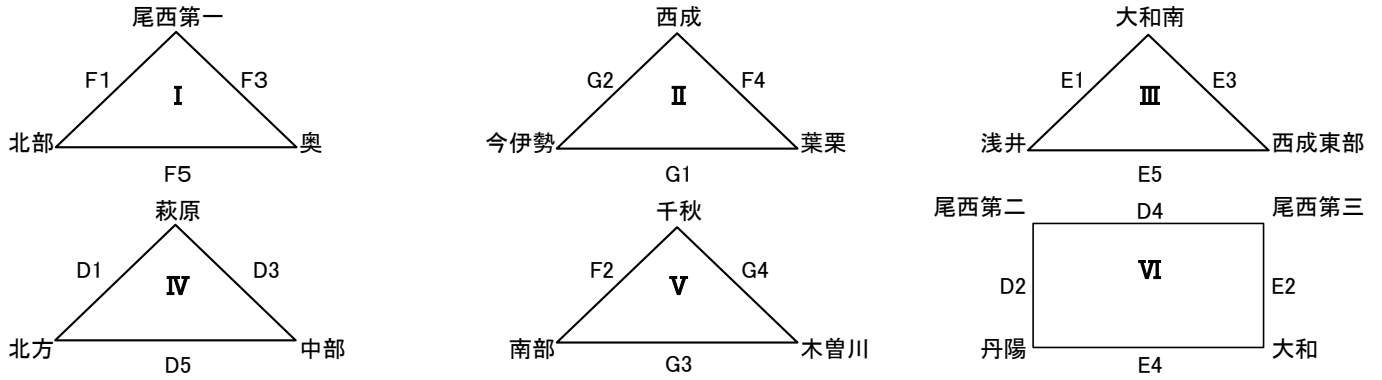 尾西第一
F1 F3
Ⅰ
北部 奥
F5
西成
G2 F4
Ⅱ
今伊勢 葉栗
G1
大和南
E1 E3
Ⅲ
浅井 西成東部
E5
萩原
D1 D3
Ⅳ
北方 中部
D5
千秋
F2 G4
Ⅴ
南部 木曽川
G3
尾西第二 尾西第三
D4
Ⅵ
D2 E2
丹陽 大和
E4